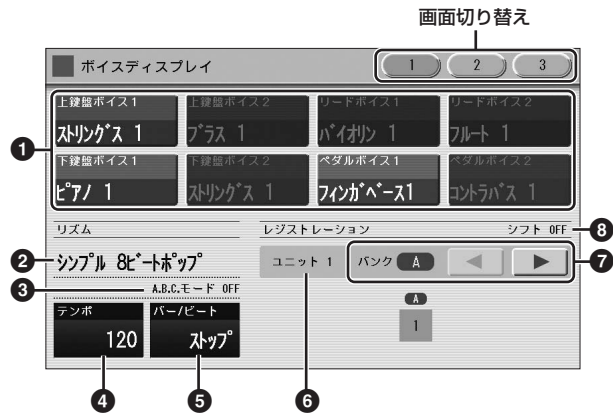 画面切り替え
ボイスディスプレイ
1 2 3
上鍵盤ボイス1 上鍵盤ボイス2 リードボイス1 リードボイス2
ストリングス 1 ブラス 1 バイオリン 1 フルート 1
❶
下鍵盤ボイス1 下鍵盤ボイス2 ペダルボイス1 ペダルボイス2
ピアノ 1 ストリングス 1 フィンガベース1 コントラバス 1
リズム レジストレーション シフト OFF ❽
❷ シンプル 8ビートポップ ユニット 1 バンク A ◀ ▶ ❼
❸ A.B.C.モード OFF
テンポ バー/ビート A
120 ストップ 1
❹ ❺ ❻